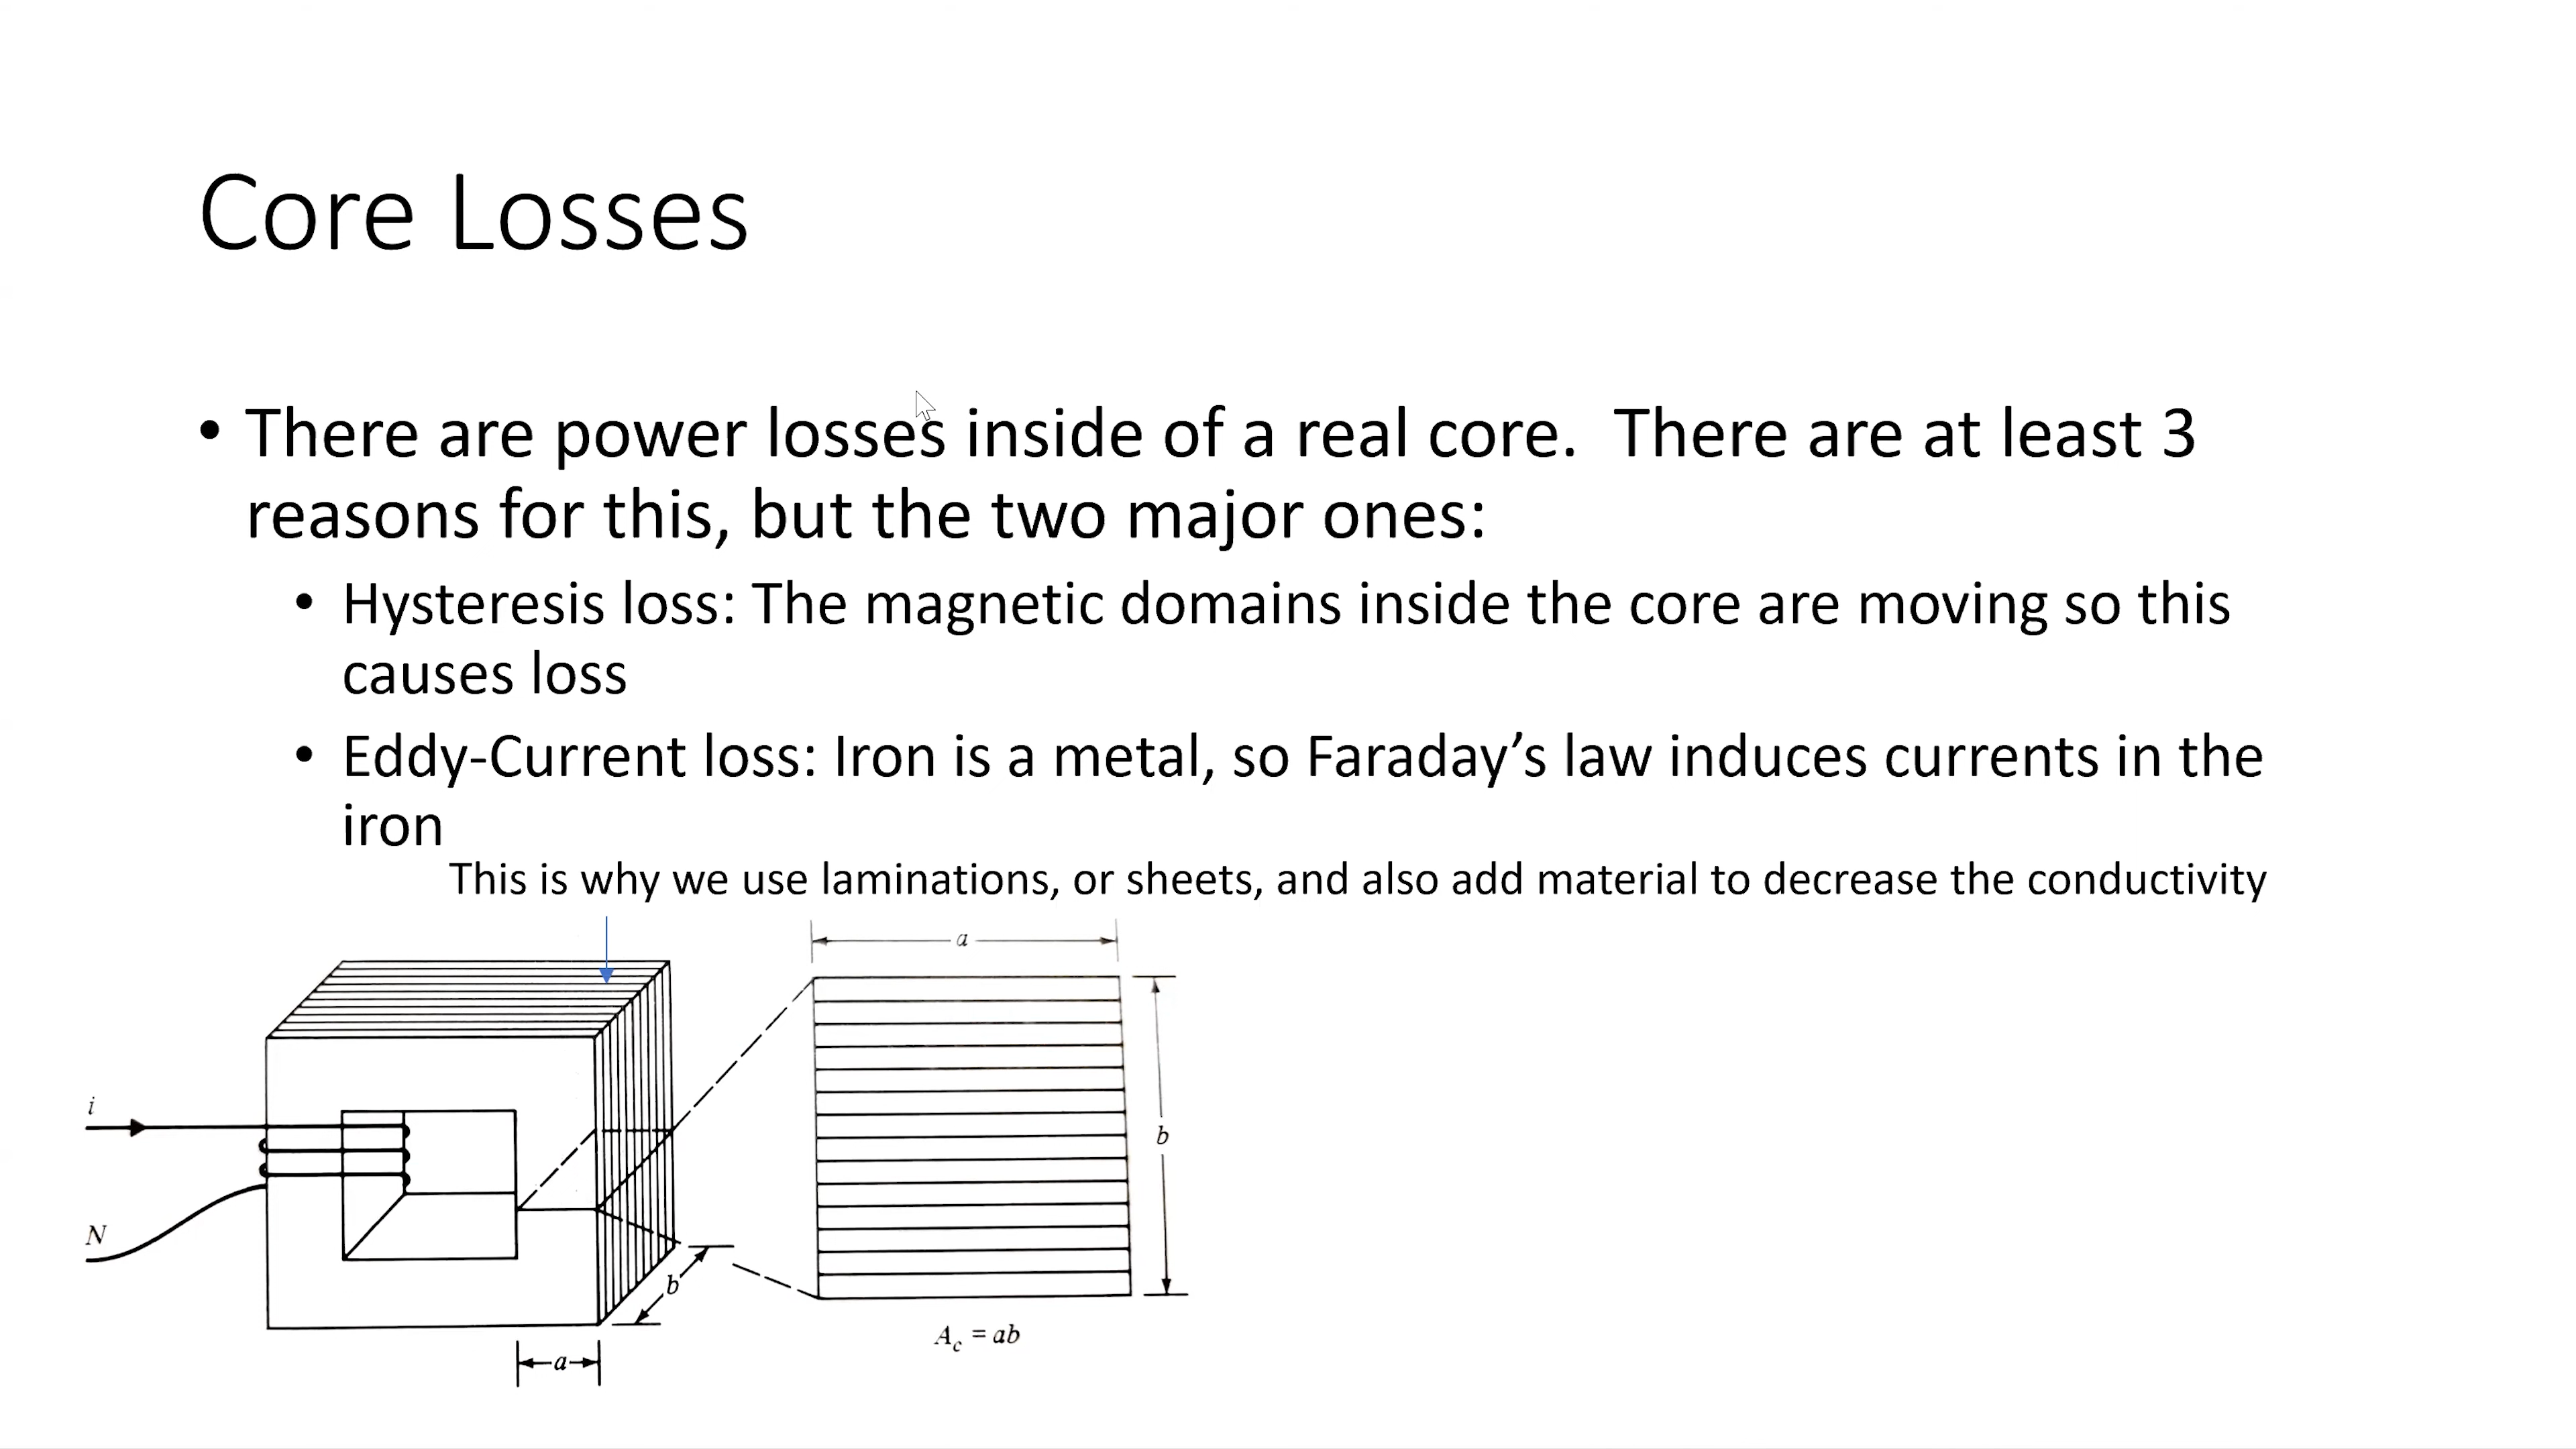 Core Losses
• There are power losses inside of a real core.  There are at least 3
reasons for this, but the two major ones:
• Hysteresis loss: The magnetic domains inside the core are moving so this
causes loss
• Eddy-Current loss: Iron is a metal, so Faraday’s law induces currents in the
iron
This is why we use laminations, or sheets, and also add material to decrease the conductivity
a
i
b
N
b
A_c = ab
a